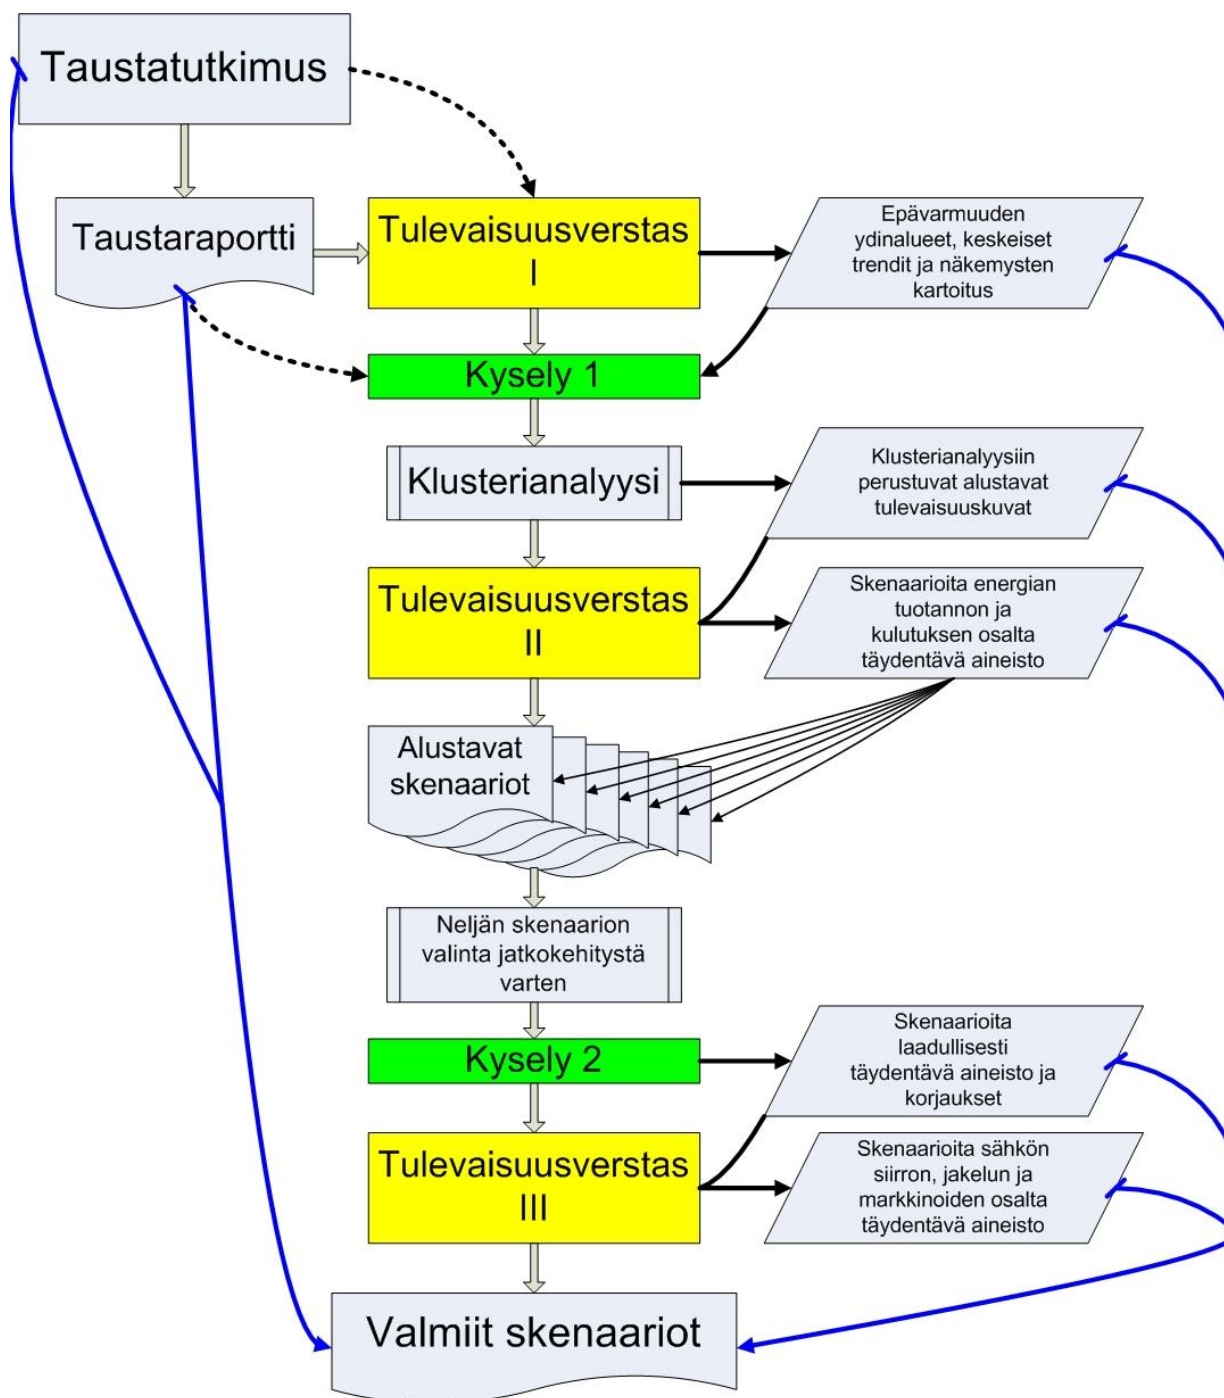 Taustatutkimus
Taustaraportti
Tulevaisuusverstas
I
Epävarmuuden
ydinalueet, keskeiset
trendit ja näkemysten
kartoitus
Kysely 1
Klusterianalyysi
Klusterianalyysiin
perustuvat alustavat
tulevaisuuskuvat
Tulevaisuusverstas
II
Skenaarioita energian
tuotannon ja
kulutuksen osalta
täydentävä aineisto
Alustavat
skenaariot
Neljän skenaarion
valinta jatkokehitystä
varten
Kysely 2
Skenaarioita
laadullisesti
täydentävä aineisto ja
korjaukset
Tulevaisuusverstas
III
Skenaarioita sähkön
siirron, jakelun ja
markkinoiden osalta
täydentävä aineisto
Valmiit skenaariot